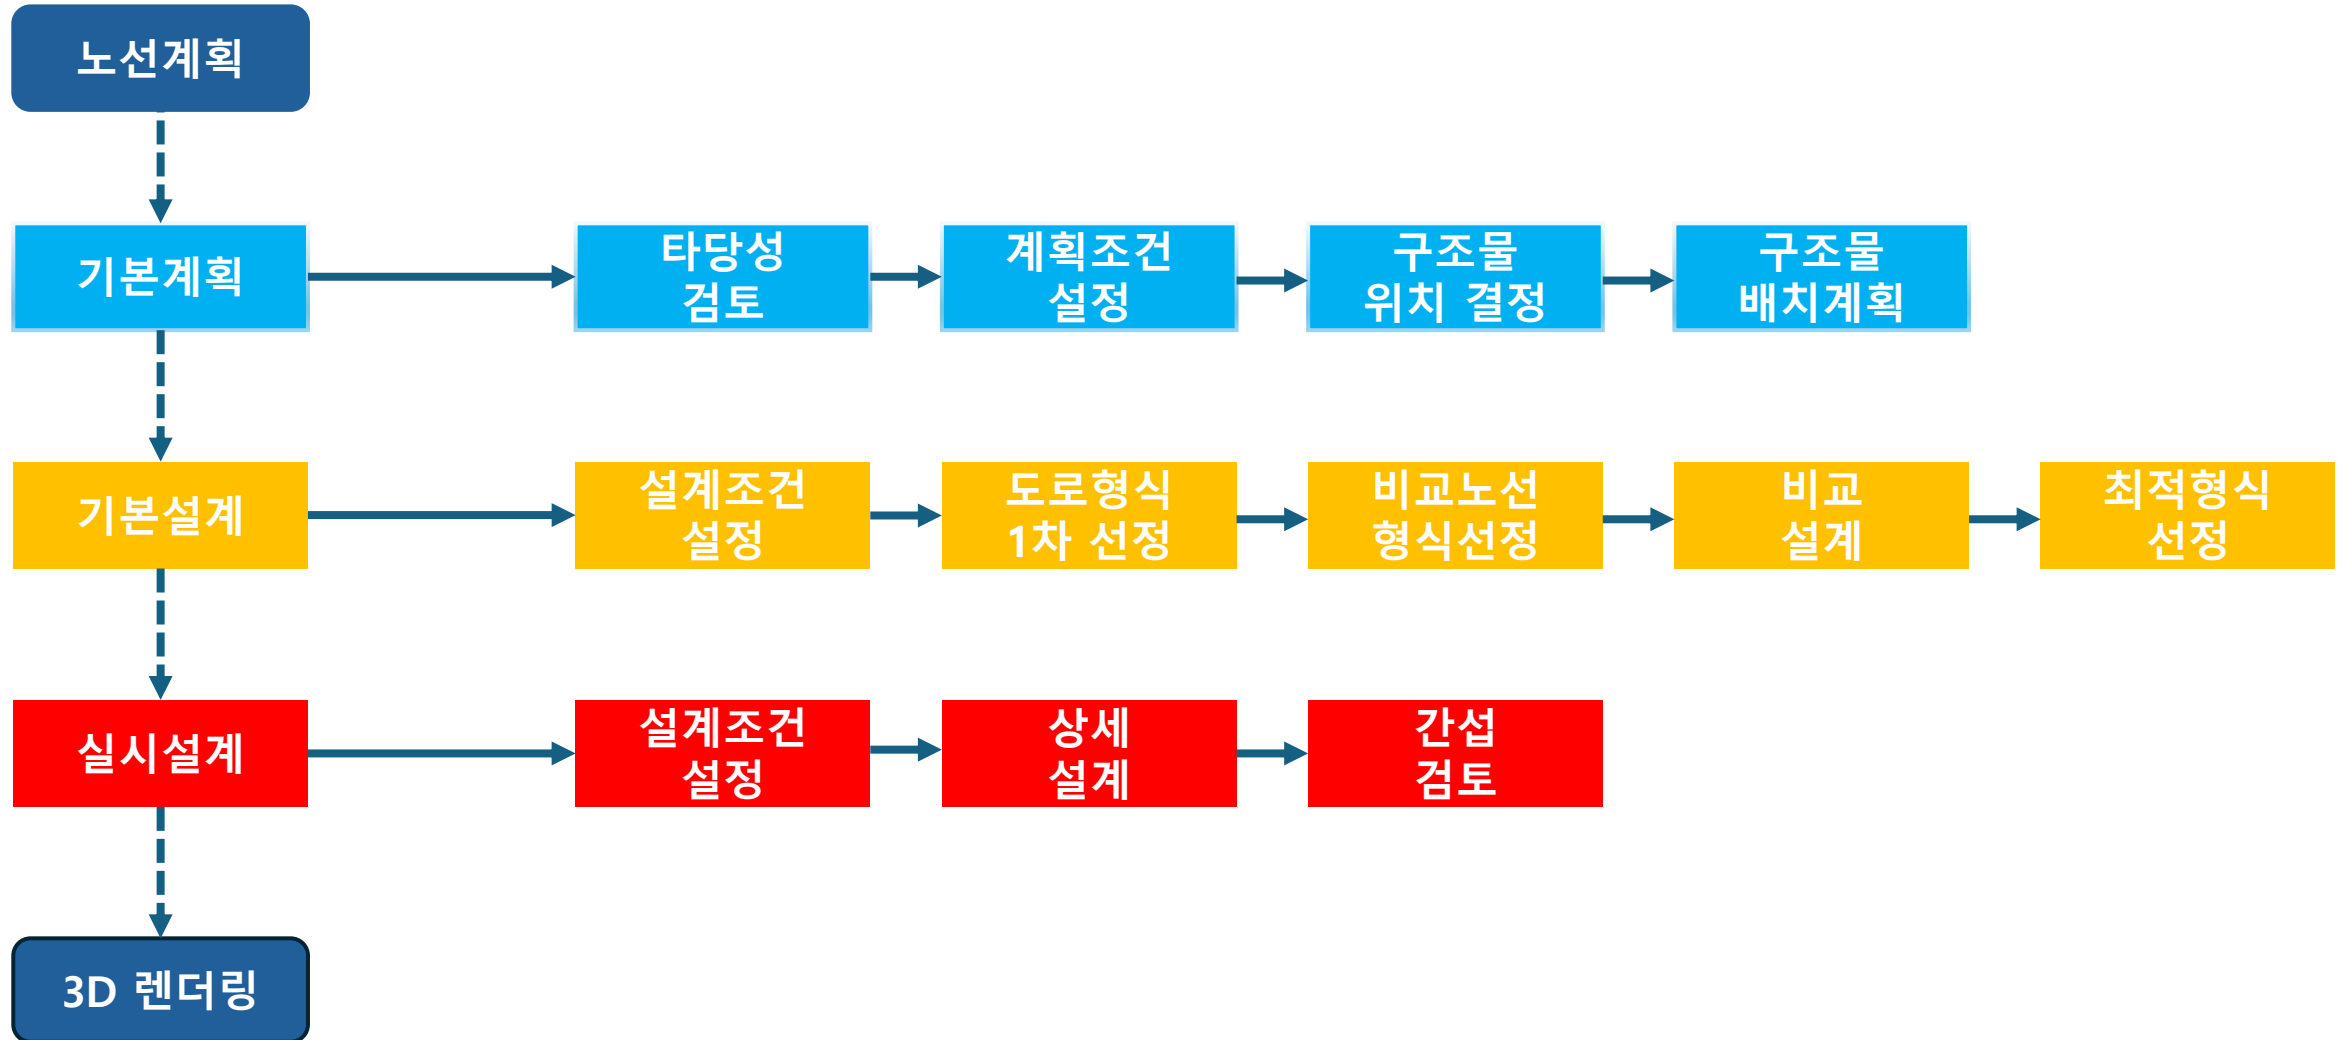 노선계획
기본계획
타당성
검토
계획조건
설정
구조물
위치 결정
구조물
배치계획
기본설계
설계조건
설정
도로형식
1차 선정
비교노선
형식선정
비교
설계
최적형식
선정
실시설계
설계조건
설정
상세
설계
간섭
검토
3D 렌더링